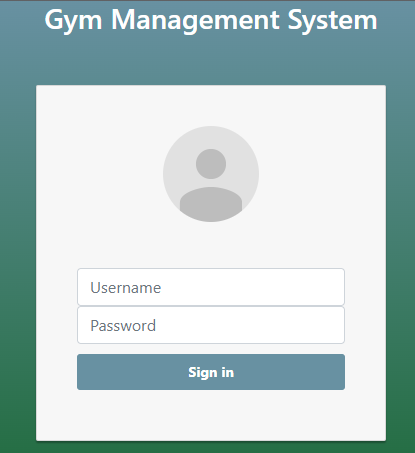 Gym Management System
Username
Password
Sign in